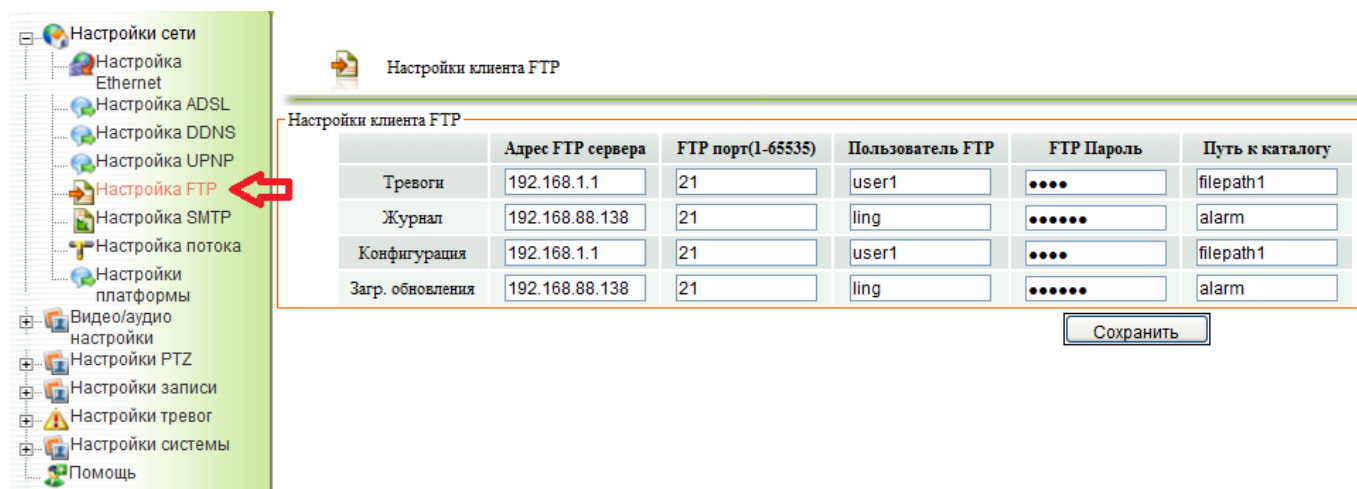 Настройки сети
Настройка
Ethernet
Настройка ADSL
Настройка DDNS
Настройка UPNP
Настройка FTP
Настройка SMTP
Настройка потока
Настройки
платформы
Видео/аудио
настройки
Настройки PTZ
Настройки записи
Настройки тревог
Настройки системы
Помощь
Настройки клиента FTP
Настройки клиента FTP
Адрес FTP сервера FTP порт(1-65535) Пользователь FTP FTP Пароль Путь к каталогу
Тревоги 192.168.1.1 21 user1 ●●●● filepath1
Журнал 192.168.88.138 21 ling ●●●●●● alarm
Конфигурация 192.168.1.1 21 user1 ●●●● filepath1
Загр. обновления 192.168.88.138 21 ling ●●●●●● alarm
Сохранить